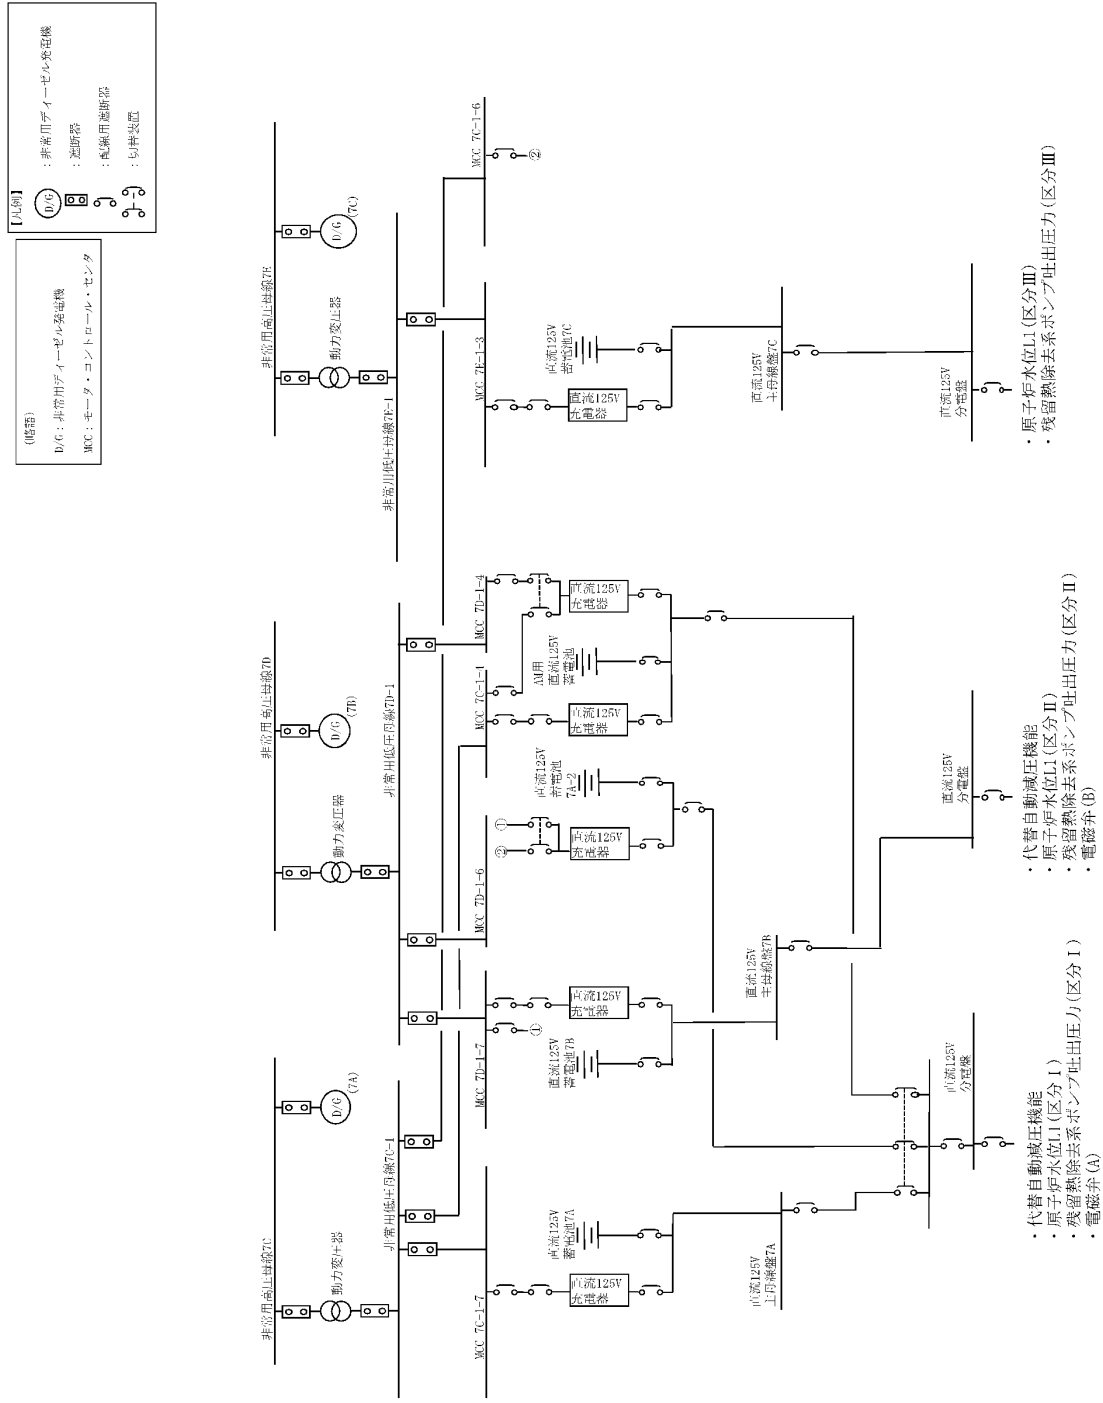 【凡例】
D/G
：非常用ディーゼル発電機
：遮断器
：配線用遮断器
：切替装置
(略語)
D/G：非常用ディーゼル発電機
MCC：モータ・コントロール・センタ
非常用高圧母線7C
D/G
(7A)
動力変圧器
非常用低圧母線7C-1
非常用高圧母線7D
D/G
(7B)
動力変圧器
非常用低圧母線7D-1
非常用高圧母線7E
D/G
(7C)
動力変圧器
非常用低圧母線7E-1
MCC 7C-1-7
MCC 7D-1-7
①
MCC 7D-1-6
MCC 7C-1-4
MCC 7D-1-4
MCC 7E-1-3
MCC 7C-1-6
②
直流125V
充電器
直流125V
蓄電池7A
直流125V
蓄電池7B
直流125V
充電器
②
①
直流125V
充電器
直流125V
蓄電池
7A-2
直流125V
充電器
AM用
直流125V
蓄電池
直流125V
充電器
直流125V
充電器
直流125V
蓄電池7C
直流125V
主母線盤7A
直流125V
主母線盤7B
直流125V
主母線盤7C
直流125V
分電盤
直流125V
分電盤
直流125V
分電盤
・代替自動減圧機能
・原子炉水位L1(区分Ⅰ)
・残留熱除去系ポンプ吐出圧力(区分Ⅰ)
・電磁弁(A)
・代替自動減圧機能
・原子炉水位L1(区分Ⅱ)
・残留熱除去系ポンプ吐出圧力(区分Ⅱ)
・電磁弁(B)
・原子炉水位L1(区分Ⅲ)
・残留熱除去系ポンプ吐出圧力(区分Ⅲ)